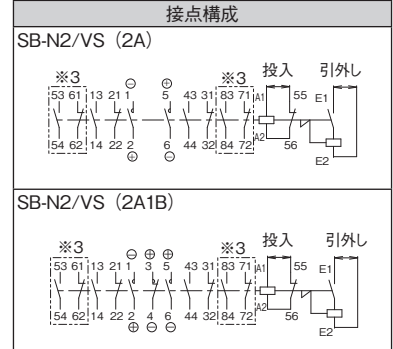 接点構成
SB-N2/VS（2A）
※3 ⊖ ⊕ ※3 投入 引外し
53 61 13 21 1 5 43 31 83 71 A1 55 E1
54 62 14 22 2 6 44 32 84 72 A2 56
⊕ ⊖ E2
SB-N2/VS（2A1B）
※3 ⊖ ⊕ ⊕ ※3 投入 引外し
53 61 13 21 1 3 5 43 31 83 71 A1 55 E1
54 62 14 22 2 4 6 44 32 84 72 A2 56
⊕ ⊖ ⊖ E2